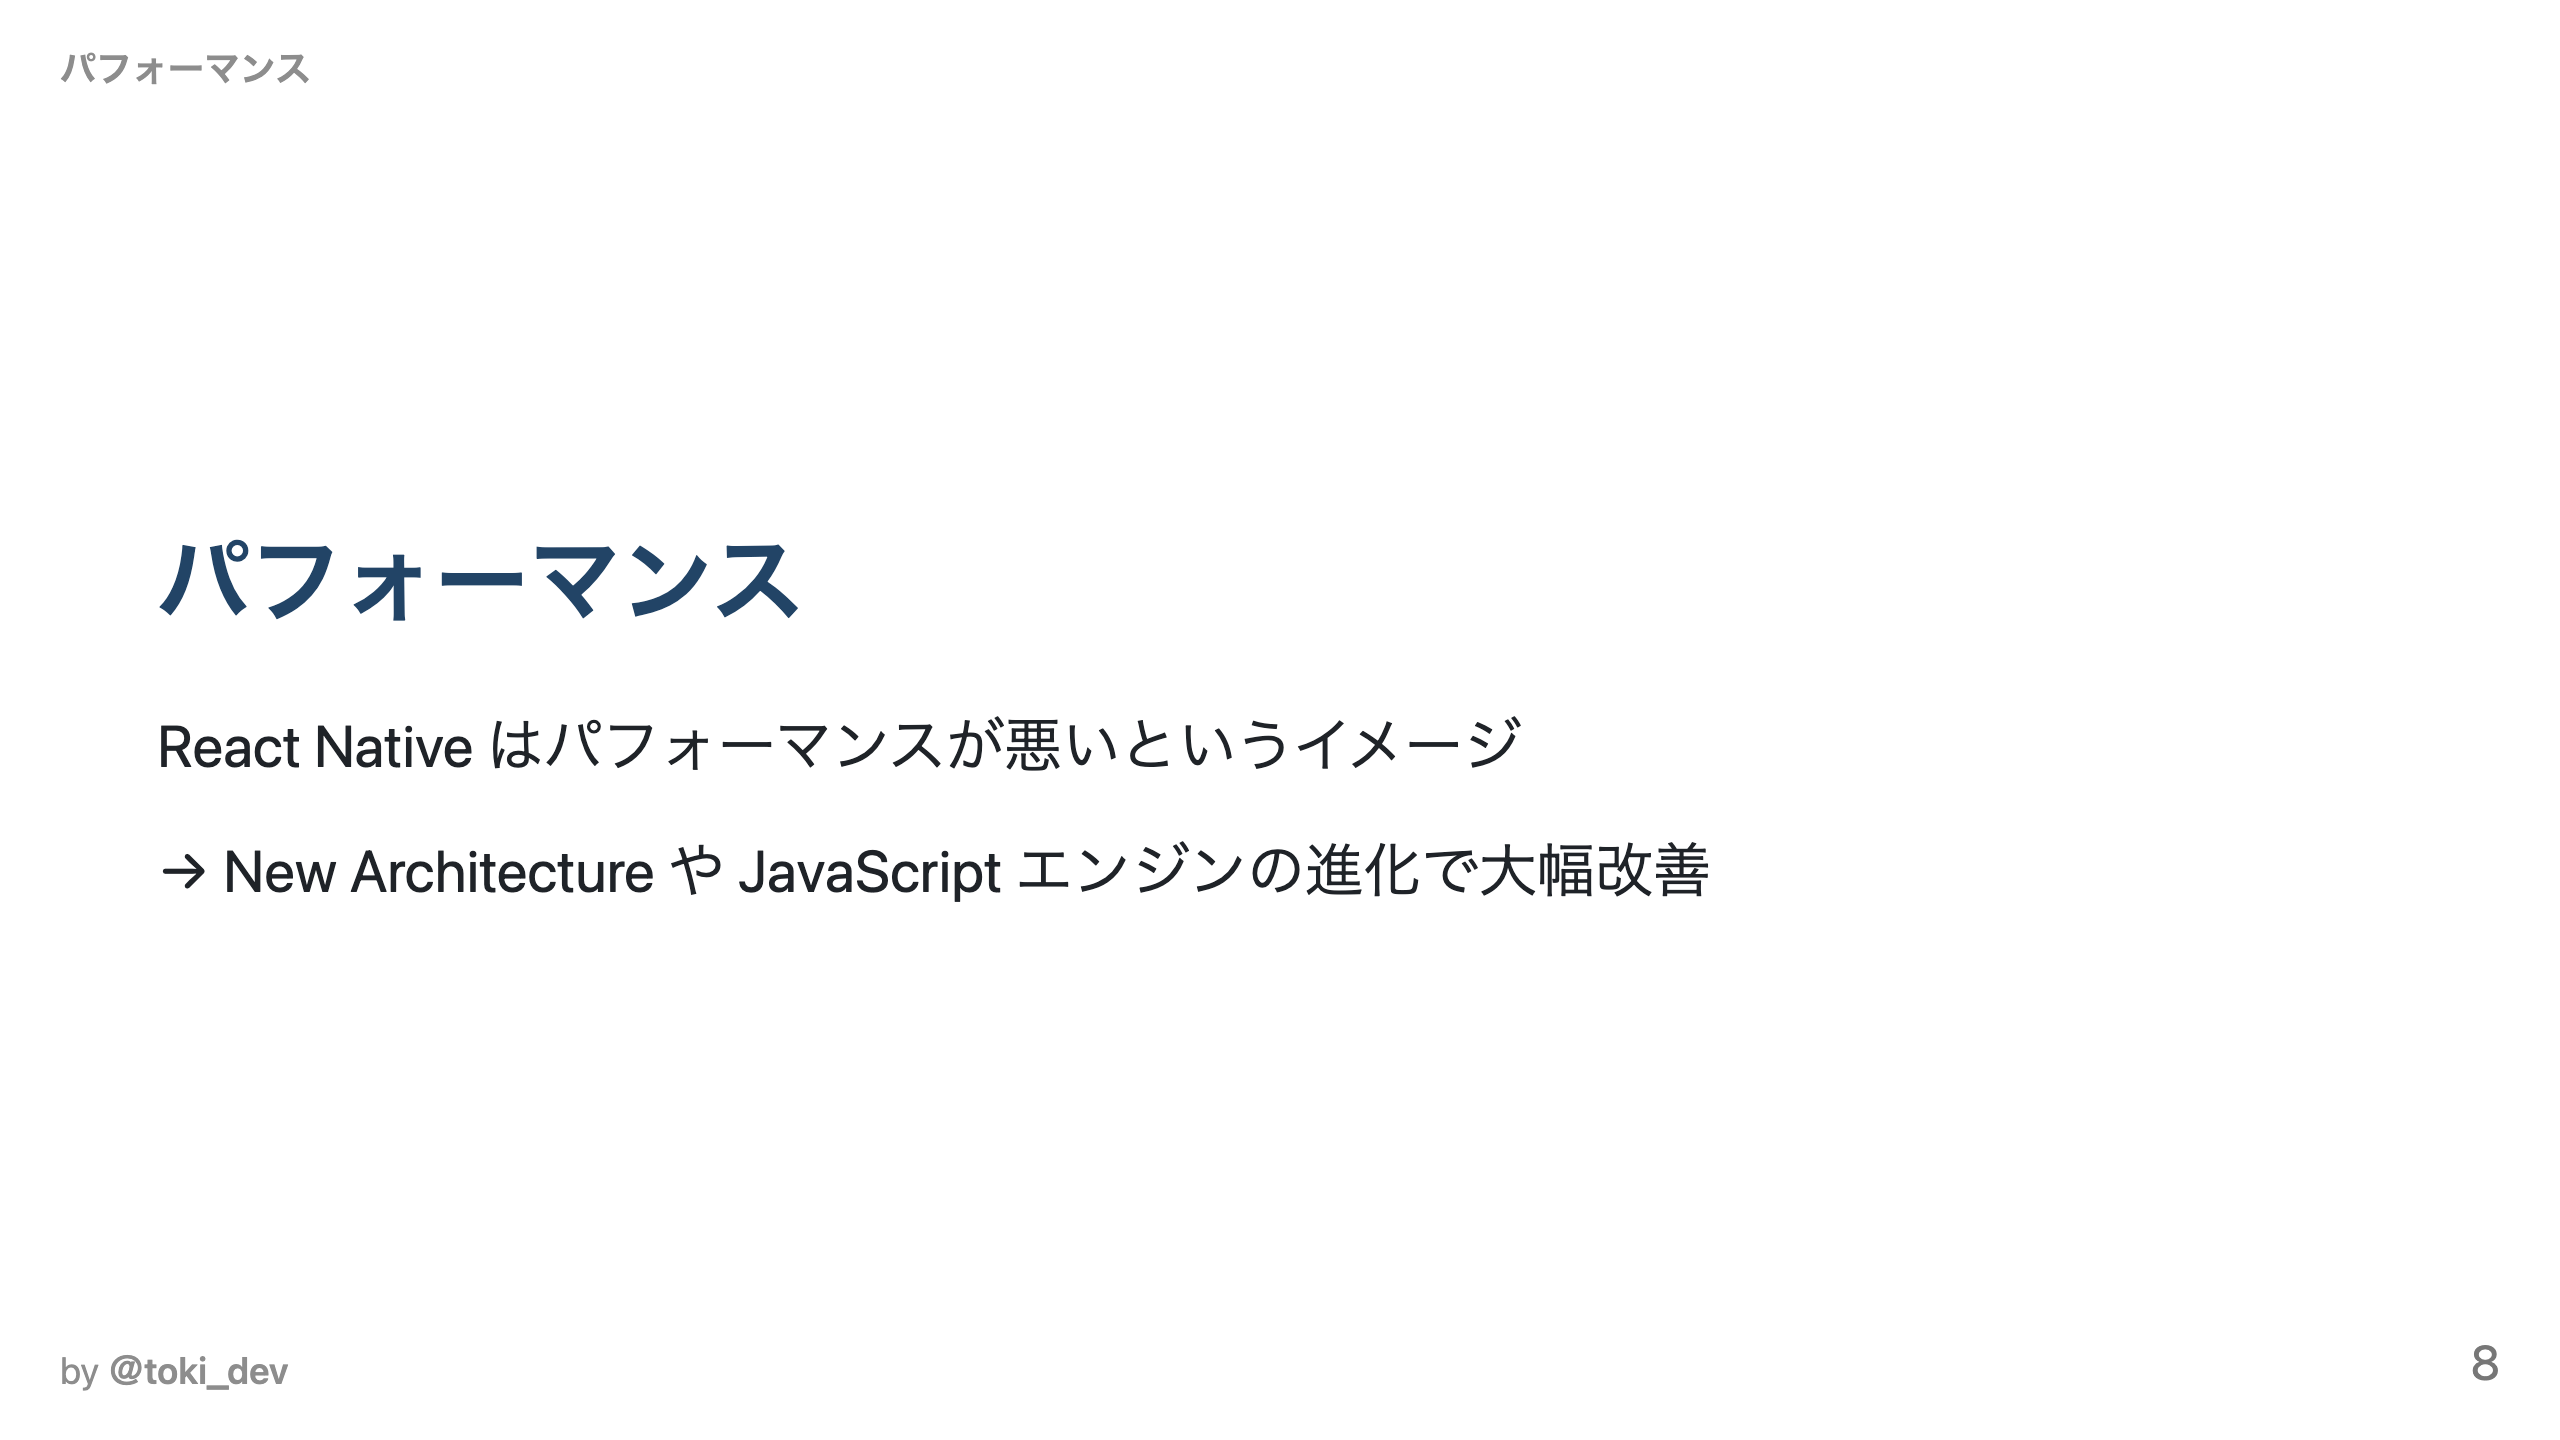 パフォーマンス
パフォーマンス
React Native はパフォーマンスが悪いというイメージ
→ New Architecture や JavaScript エンジンの進化で大幅改善
by @toki_dev
8